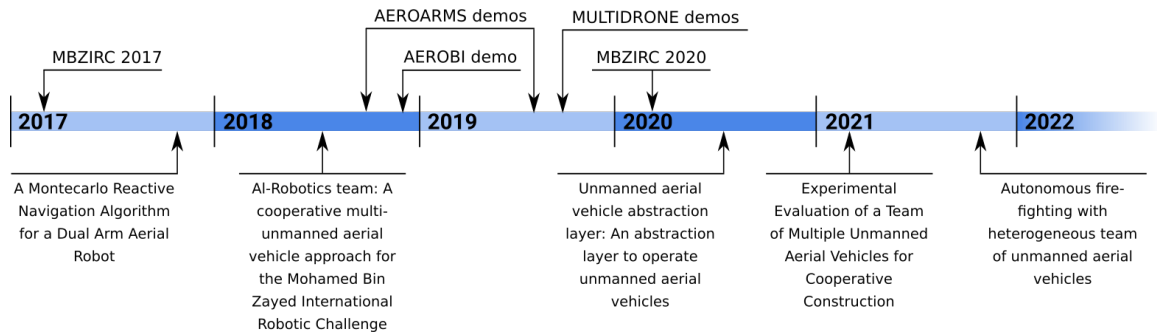 AEROARMS demos
MULTIDRONE demos
MBZIRC 2017
AEROBI demo
MBZIRC 2020
2017
2018
2019
2020
2021
2022
A Montecarlo Reactive
Navigation Algorithm
for a Dual Arm Aerial
Robot
Al-Robotics team: A
cooperative multi-
unmanned aerial
vehicle approach for
the Mohamed Bin
Zayed International
Robotic Challenge
Unmanned aerial
vehicle abstraction
layer: An abstraction
layer to operate
unmanned aerial
vehicles
Experimental
Evaluation of a Team
of Multiple Unmanned
Aerial Vehicles for
Cooperative
Construction
Autonomous fire-
fighting with
heterogeneous team
of unmanned aerial
vehicles